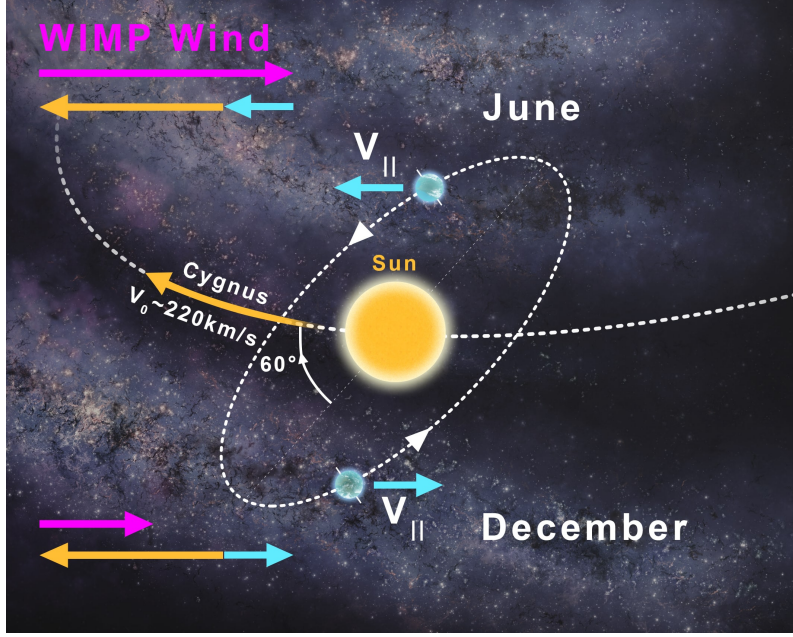 WIMP Wind
June
V||
Sun
Cygnus
V₀~220km/s
60°
V||
December